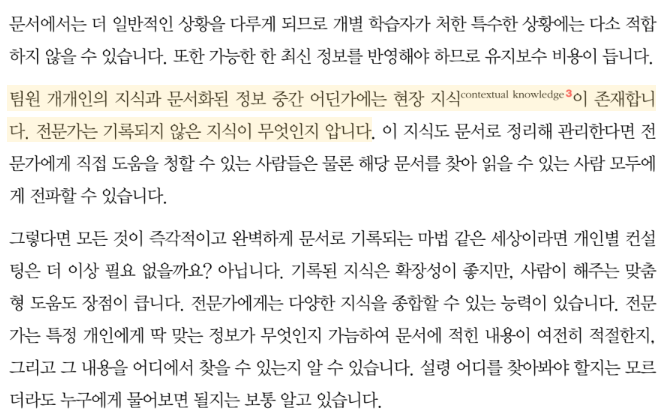 문서에서는 더 일반적인 상황을 다루게 되므로 개별 학습자가 처한 특수한 상황에는 다소 적합
하지 않을 수 있습니다. 또한 가능한 한 최신 정보를 반영해야 하므로 유지보수 비용이 듭니다.
팀원 개개인의 지식과 문서화된 정보 중간 어딘가에는 현장 지식contextual knowledge3이 존재합니
다. 전문가는 기록되지 않은 지식이 무엇인지 압니다. 이 지식도 문서로 정리해 관리한다면 전
문가에게 직접 도움을 청할 수 있는 사람들은 물론 해당 문서를 찾아 읽을 수 있는 사람 모두에
게 전파할 수 있습니다.
그렇다면 모든 것이 즉각적이고 완벽하게 문서로 기록되는 마법 같은 세상이라면 개인별 컨설
팅은 더 이상 필요 없을까요? 아닙니다. 기록된 지식은 확장성이 좋지만, 사람이 해주는 맞춤
형 도움도 장점이 큽니다. 전문가에게는 다양한 지식을 종합할 수 있는 능력이 있습니다. 전문
가는 특정 개인에게 딱 맞는 정보가 무엇인지 가늠하여 문서에 적힌 내용이 여전히 적절한지,
그리고 그 내용을 어디에서 찾을 수 있는지 알 수 있습니다. 설령 어디를 찾아봐야 할지는 모르
더라도 누구에게 물어보면 될지는 보통 알고 있습니다.